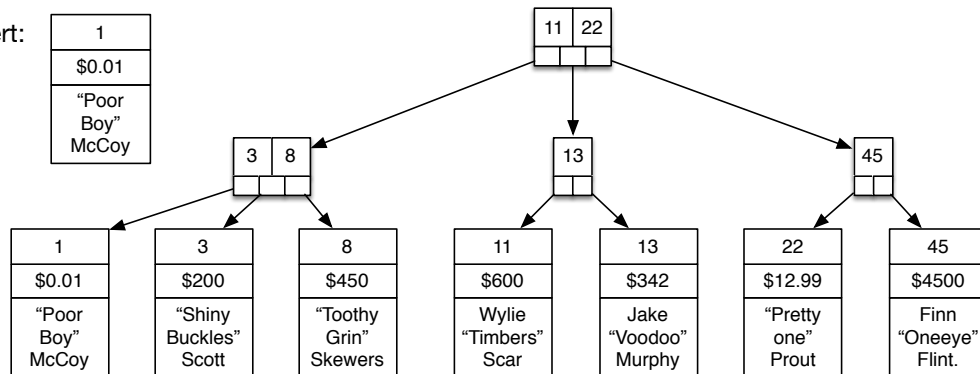 ert:
1
$0.01
“Poor
Boy”
McCoy
11 22
3 8
13
45
1
$0.01
“Poor
Boy”
McCoy
3
$200
“Shiny
Buckles”
Scott
8
$450
“Toothy
Grin”
Skewers
11
$600
Wylie
“Timbers”
Scar
13
$342
Jake
“Voodoo”
Murphy
22
$12.99
“Pretty
one”
Prout
45
$4500
Finn
“Oneeye”
Flint.